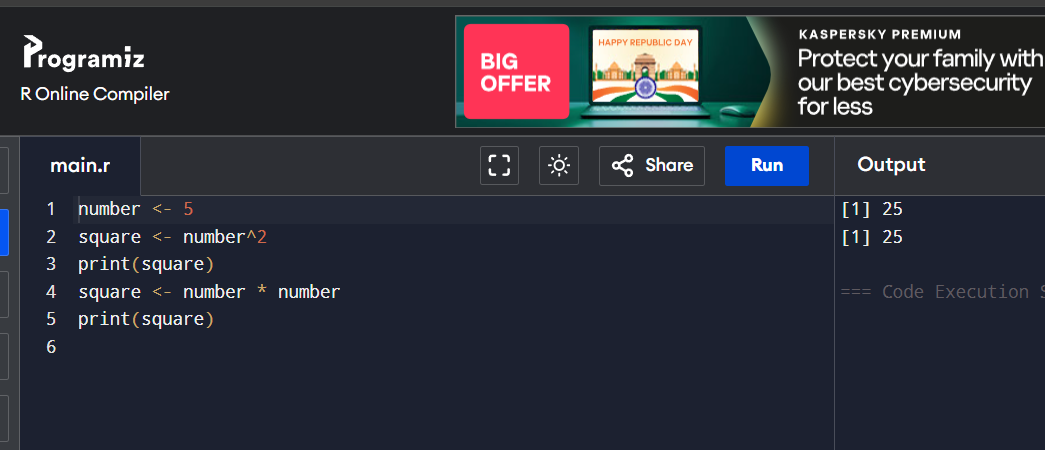 Programiz
R Online Compiler
BIG
OFFER
HAPPY REPUBLIC DAY
KASPERSKY PREMIUM
Protect your family with
our best cybersecurity
for less
main.r
Share
Run
Output
1 number <- 5
2 square <- number^2
3 print(square)
4 square <- number * number
5 print(square)
6
[1] 25
[1] 25
=== Code Execution S